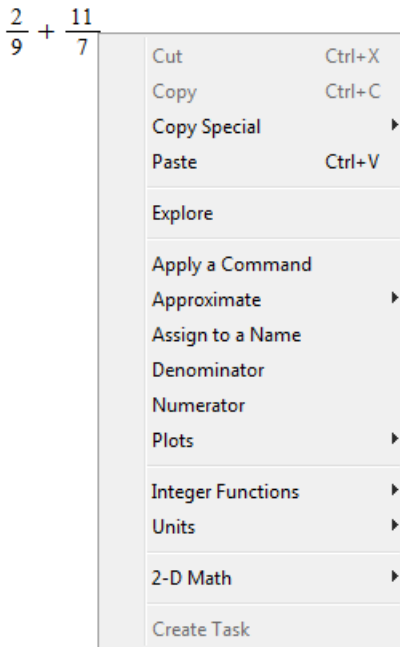 2/9 + 11/7
Cut Ctrl+X
Copy Ctrl+C
Copy Special
Paste Ctrl+V
Explore
Apply a Command
Approximate
Assign to a Name
Denominator
Numerator
Plots
Integer Functions
Units
2-D Math
Create Task